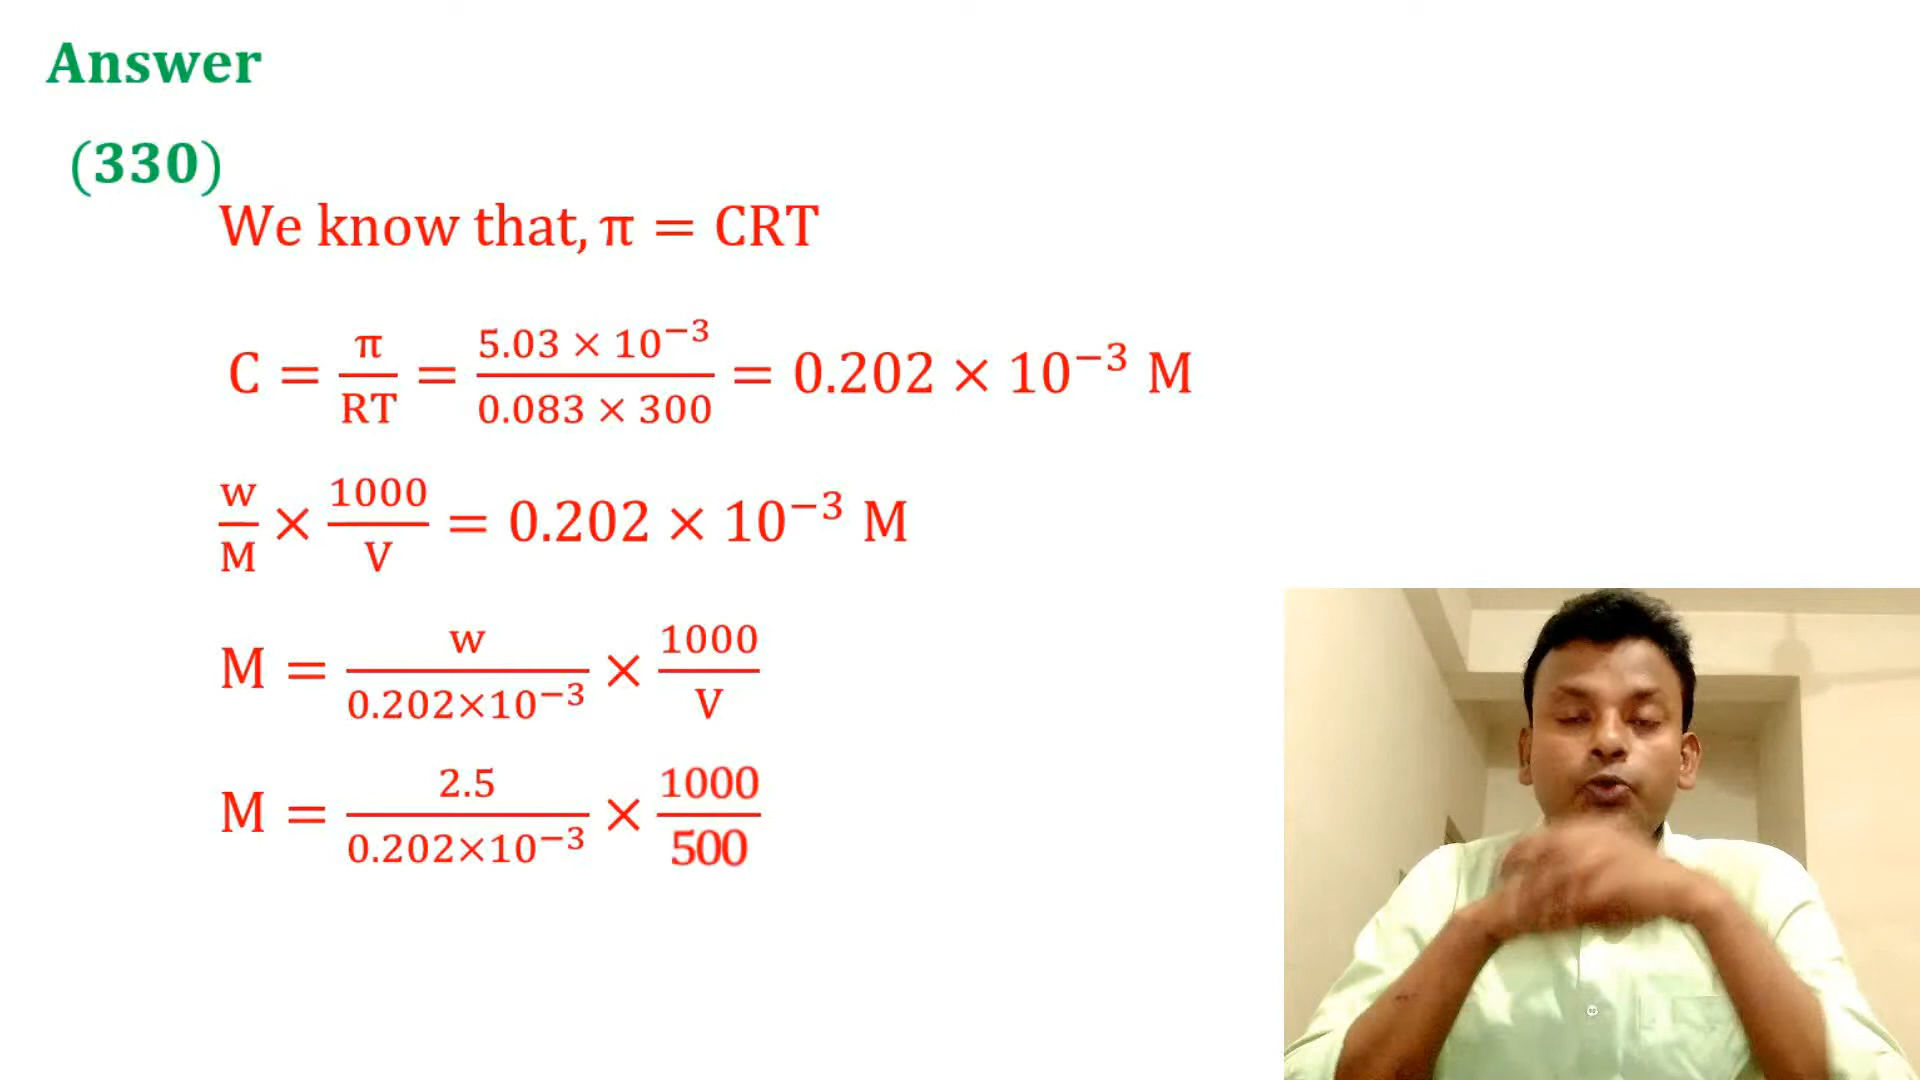 Answer
(330)
We know that, π = CRT
C = π/RT = 5.03 × 10⁻³/0.083 × 300 = 0.202 × 10⁻³ M
w/M × 1000/V = 0.202 × 10⁻³ M
M = w/0.202×10⁻³ × 1000/V
M = 2.5/0.202×10⁻³ × 1000/500